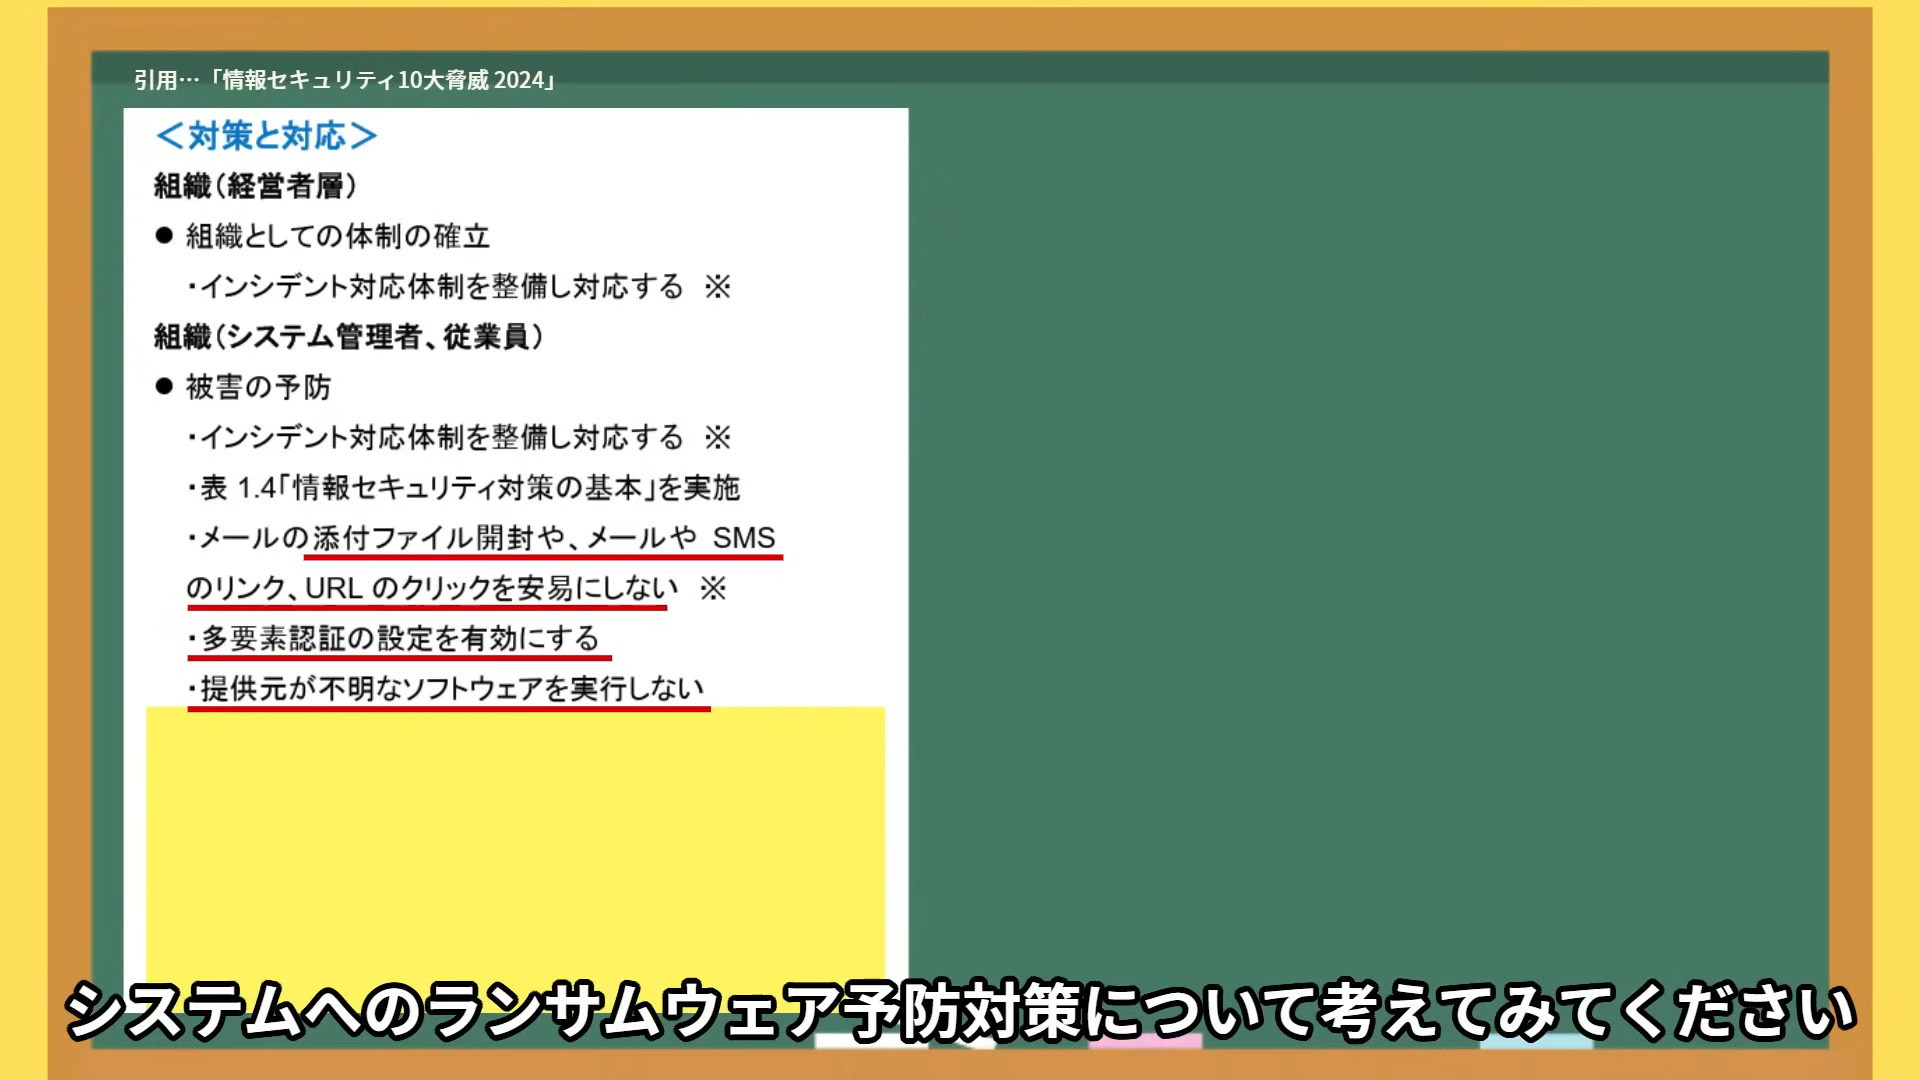 引用…「情報セキュリティ10大脅威 2024」
＜対策と対応＞
組織（経営者層）
● 組織としての体制の確立
・インシデント対応体制を整備し対応する ※
組織（システム管理者、従業員）
● 被害の予防
・インシデント対応体制を整備し対応する ※
・表 1.4「情報セキュリティ対策の基本」を実施
・メールの添付ファイル開封や、メールや SMS
のリンク、URL のクリックを安易にしない ※
・多要素認証の設定を有効にする
・提供元が不明なソフトウェアを実行しない
システムへのランサムウェア予防対策について考えてみてください